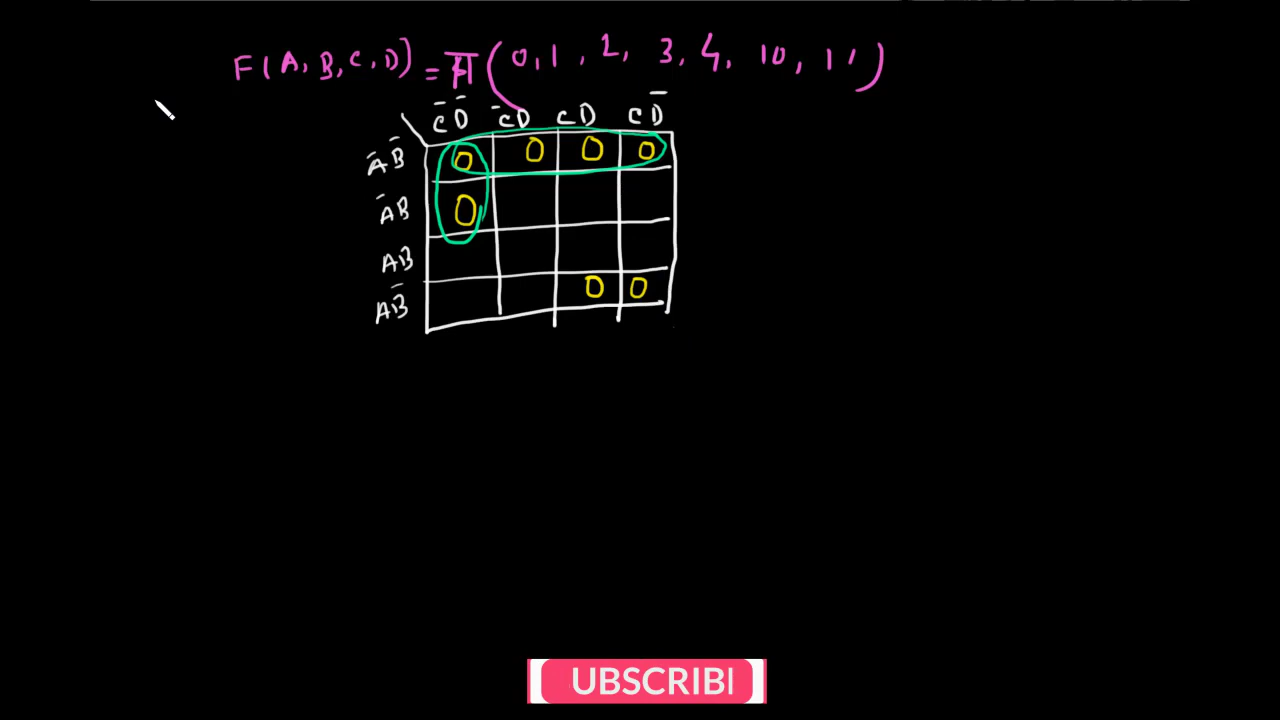 F(A, B, C, D) = π(0, 1, 2, 3, 4, 10, 11)
C̄D̄ C̄D CD CD̄
ĀB̄ 0 0 0 0
ĀB 0
AB
AB̄ 0 0
UBSCRIBI